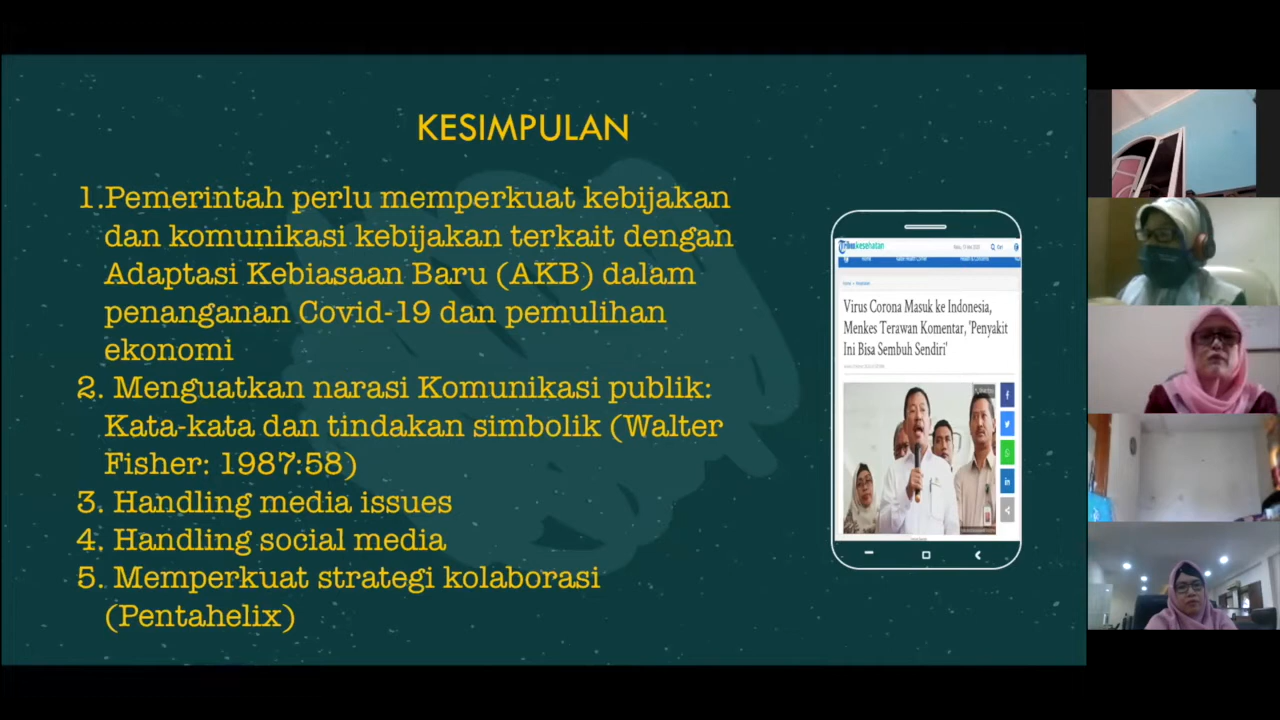 KESIMPULAN
1.Pemerintah perlu memperkuat kebijakan
dan komunikasi kebijakan terkait dengan
Adaptasi Kebiasaan Baru (AKB) dalam
penanganan Covid-19 dan pemulihan
ekonomi
2. Menguatkan narasi Komunikasi publik:
Kata-kata dan tindakan simbolik (Walter
Fisher: 1987:58)
3. Handling media issues
4. Handling social media
5. Memperkuat strategi kolaborasi
(Pentahelix)
Tribunkesehatan
Virus Corona Masuk ke Indonesia,
Menkes Terawan Komentar, 'Penyakit
Ini Bisa Sembuh Sendiri'